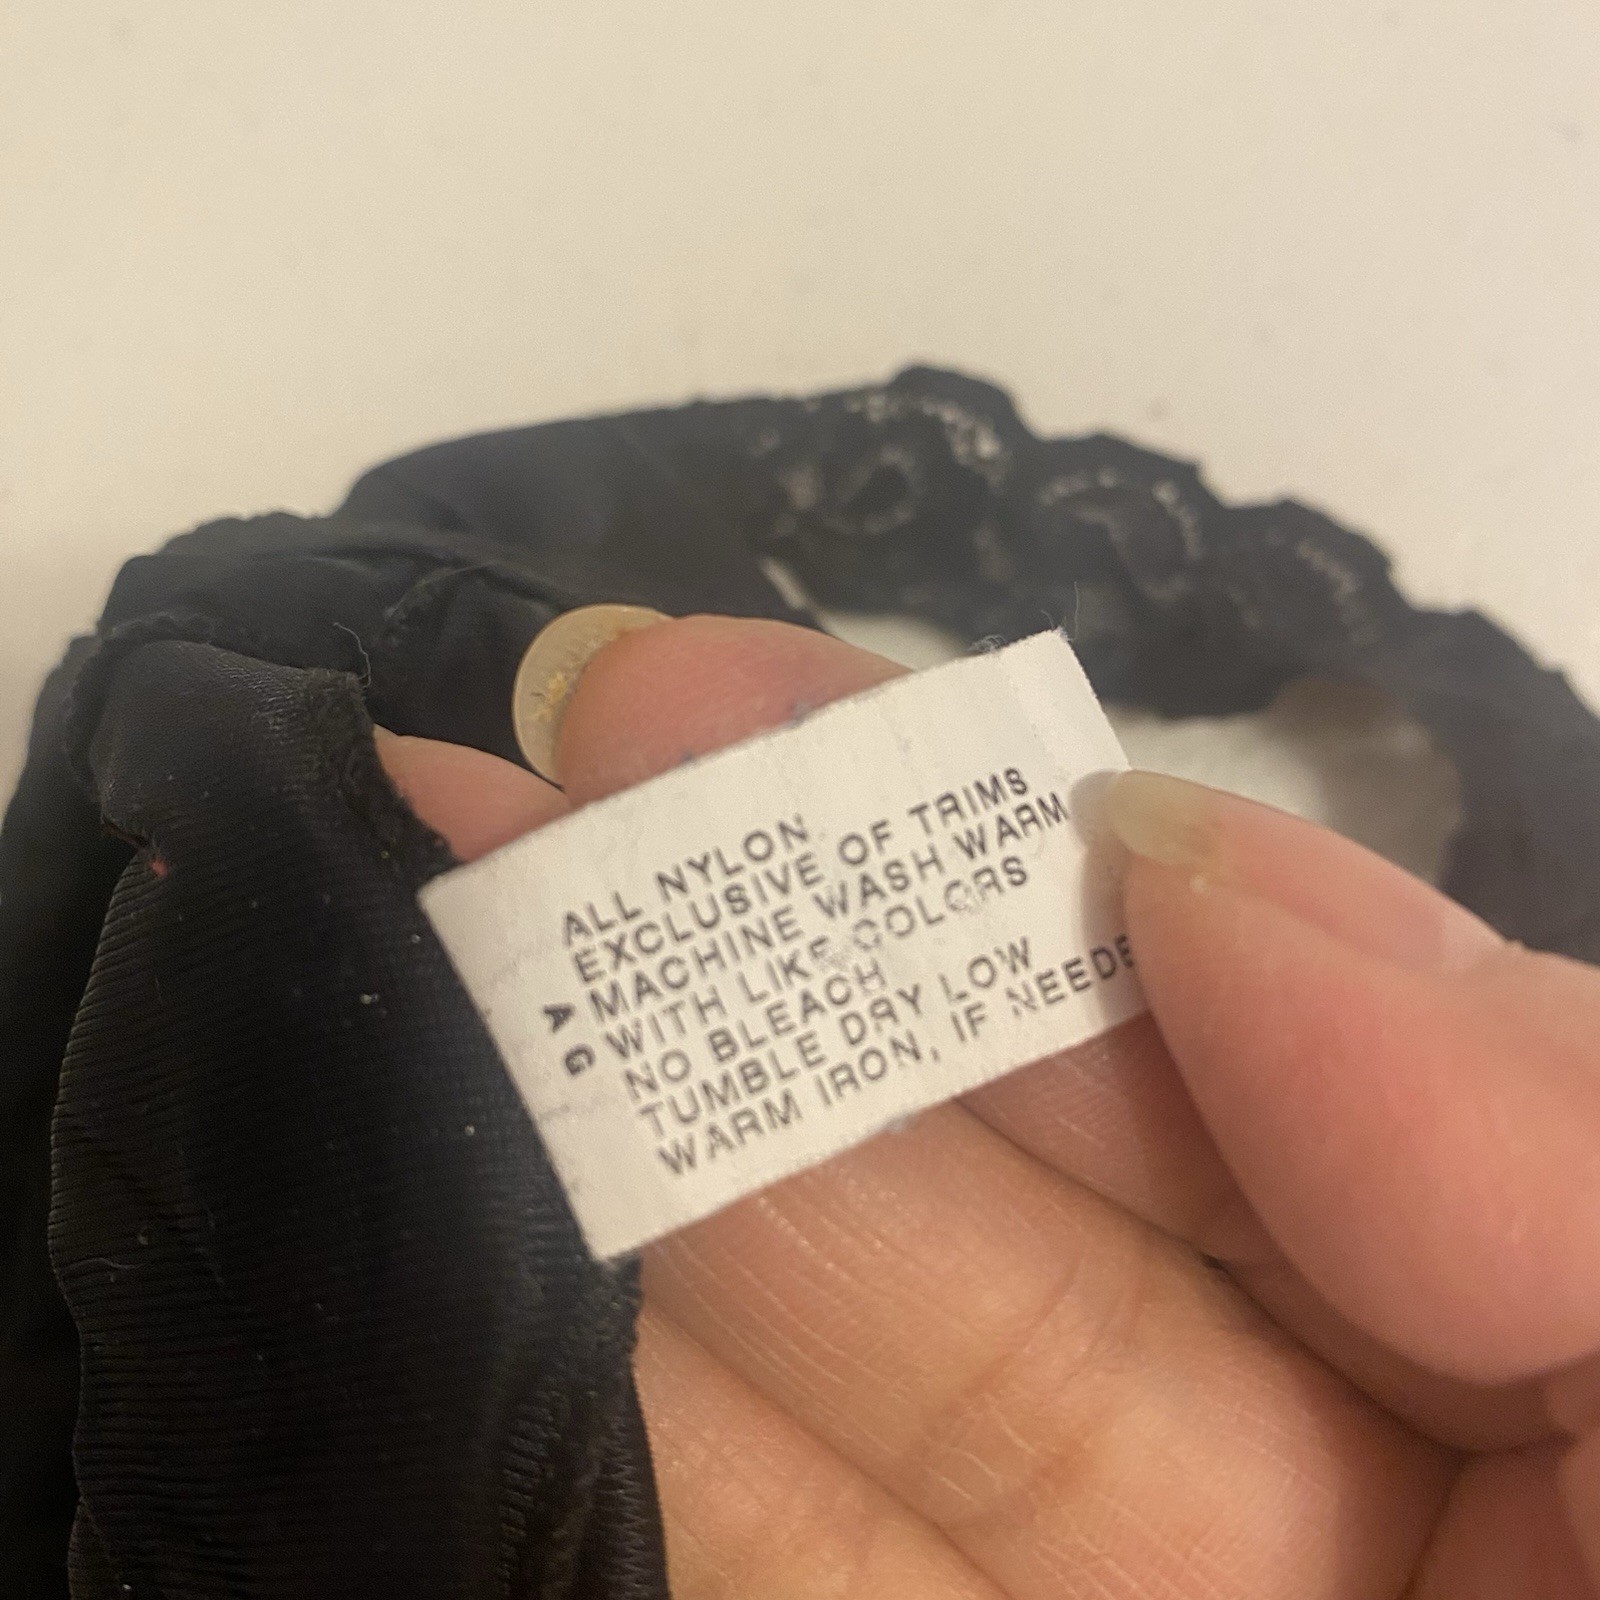 ALL NYLON
EXCLUSIVE OF TRIMS
MACHINE WASH WARM
WITH LIKE COLORS
NO BLEACH
TUMBLE DRY LOW
WARM IRON, IF NEEDE
A G